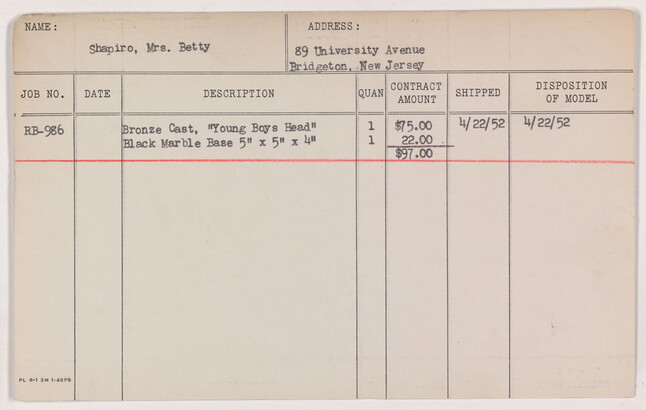 NAME: ADDRESS:
Shapiro, Mrs. Betty 89 University Avenue
Bridgeton, New Jersey
JOB NO. DATE DESCRIPTION QUAN CONTRACT AMOUNT SHIPPED DISPOSITION OF MODEL
RB-986 Bronze Cast, "Young Boys Head" 1 $75.00 4/22/52 4/22/52
Black Marble Base 5" x 5" x 4" 1 22.00
$97.00